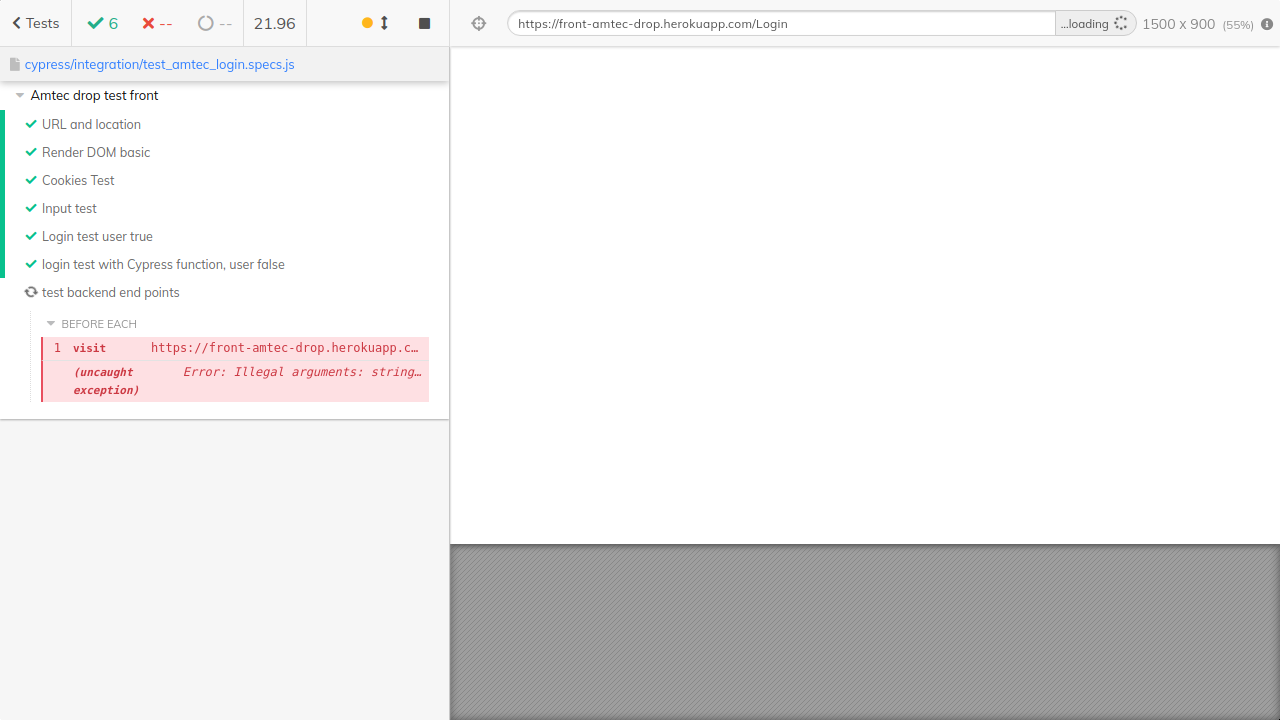 Tests 6 -- -- 21.96
https://front-amtec-drop.herokuapp.com/Login ...loading 1500 x 900 (55%)
cypress/integration/test_amtec_login.specs.js
Amtec drop test front
URL and location
Render DOM basic
Cookies Test
Input test
Login test user true
login test with Cypress function, user false
test backend end points
BEFORE EACH
1 visit https://front-amtec-drop.herokuapp.c…
(uncaught Error: Illegal arguments: string…
exception)